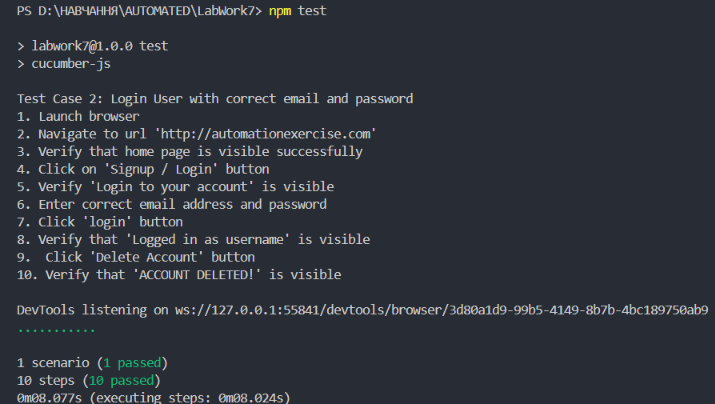 PS D:\НАВЧАННЯ\AUTOMATED\LabWork7> npm test
> labwork7@1.0.0 test
> cucumber-js
Test Case 2: Login User with correct email and password
1. Launch browser
2. Navigate to url 'http://automationexercise.com'
3. Verify that home page is visible successfully
4. Click on 'Signup / Login' button
5. Verify 'Login to your account' is visible
6. Enter correct email address and password
7. Click 'login' button
8. Verify that 'Logged in as username' is visible
9.  Click 'Delete Account' button
10. Verify that 'ACCOUNT DELETED!' is visible
DevTools listening on ws://127.0.0.1:55841/devtools/browser/3d80a1d9-99b5-4149-8b7b-4bc189750ab9
...........
1 scenario (1 passed)
10 steps (10 passed)
0m08.077s (executing steps: 0m08.024s)